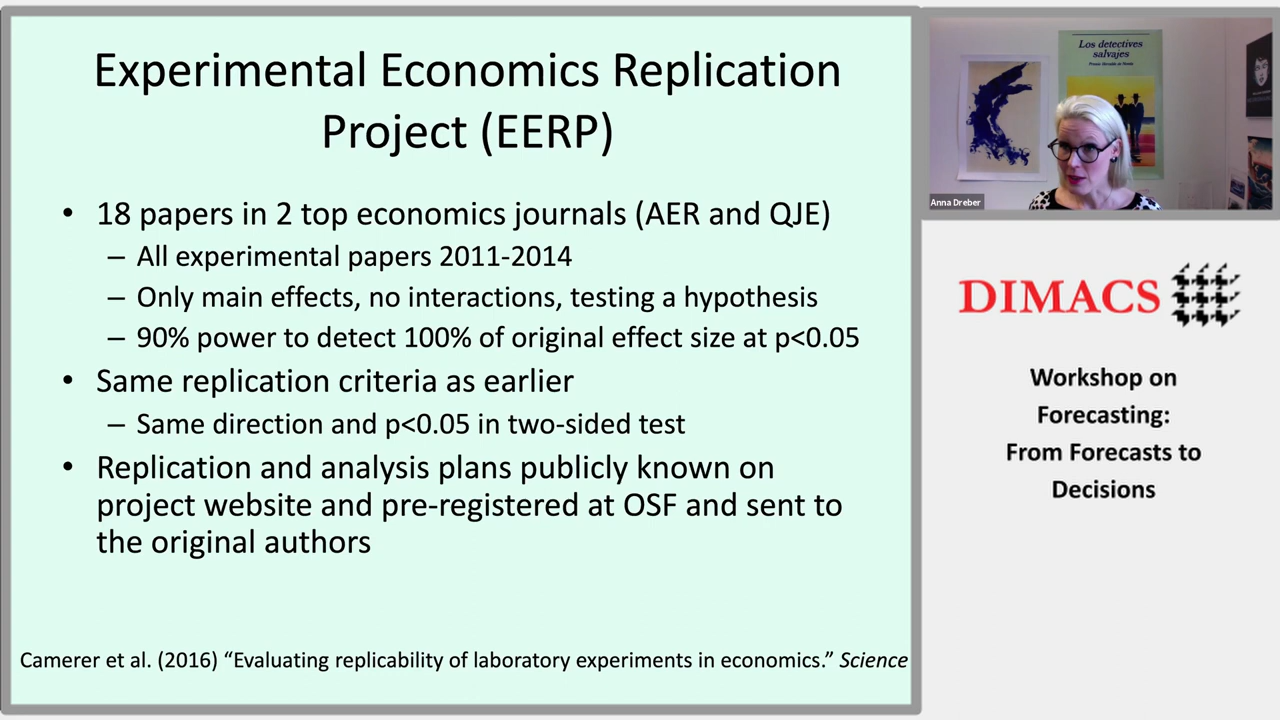 Experimental Economics Replication
Project (EERP)
• 18 papers in 2 top economics journals (AER and QJE)
– All experimental papers 2011-2014
– Only main effects, no interactions, testing a hypothesis
– 90% power to detect 100% of original effect size at p<0.05
• Same replication criteria as earlier
– Same direction and p<0.05 in two-sided test
• Replication and analysis plans publicly known on
project website and pre-registered at OSF and sent to
the original authors
Camerer et al. (2016) “Evaluating replicability of laboratory experiments in economics.” Science
Los detectives
salvajes
Anna Dreber
DIMACS
Workshop on
Forecasting:
From Forecasts to
Decisions